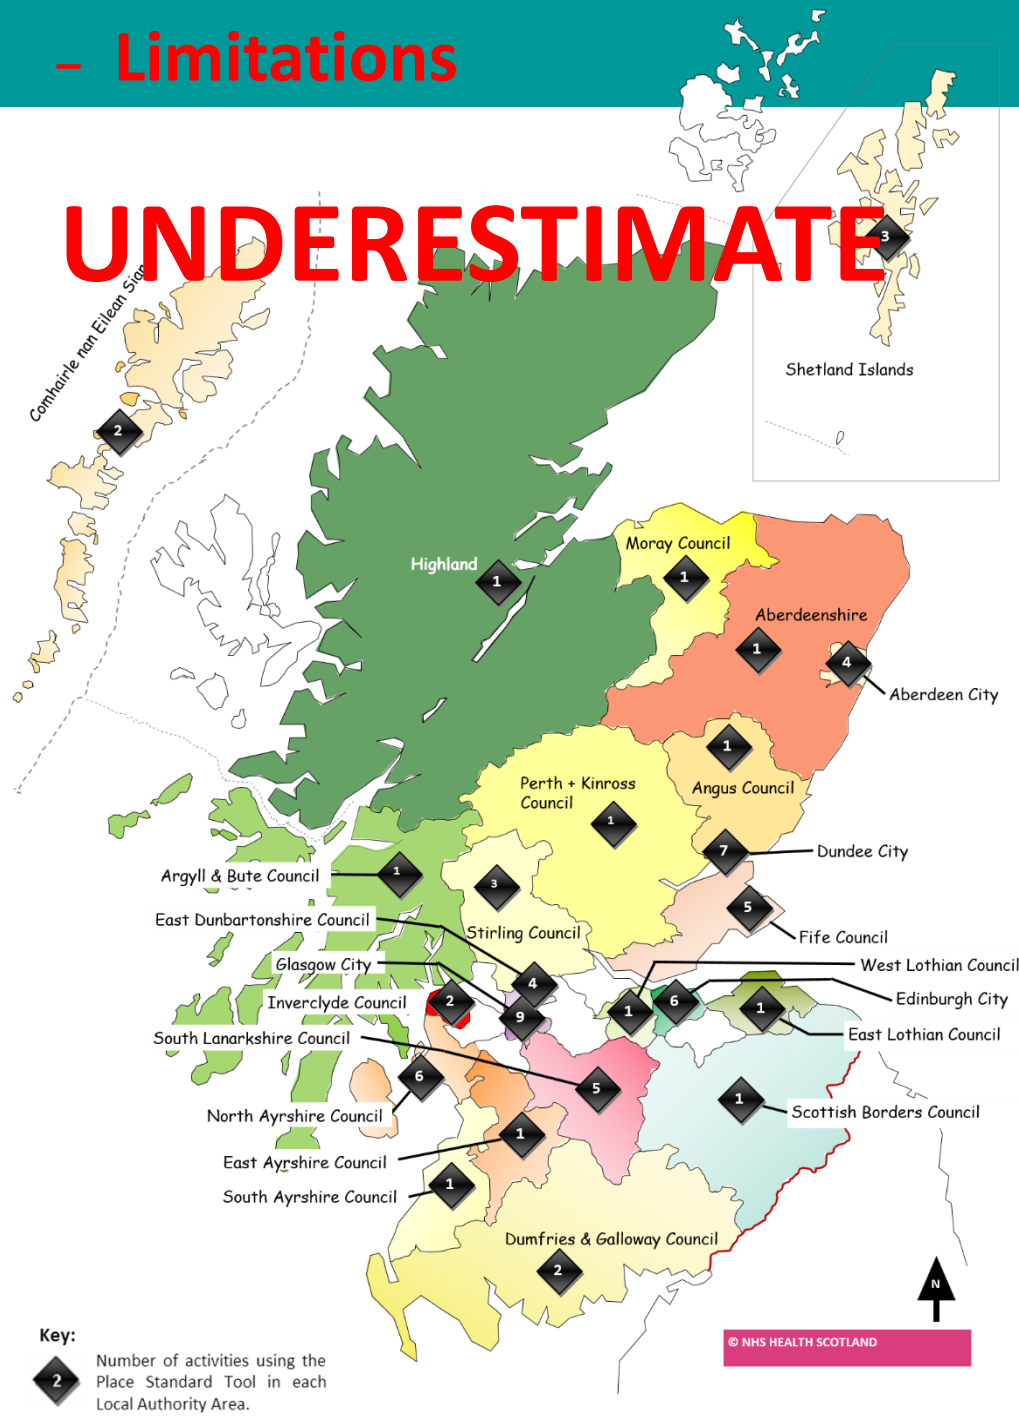 – Limitations
UNDERESTIMATE
3
Comhairle nan Eilean Siar
Shetland Islands
2
Moray Council
Highland
1
1
Aberdeenshire
1
4
Aberdeen City
1
Perth + Kinross
Council
Angus Council
1
7
Dundee City
Argyll & Bute Council
1
3
East Dunbartonshire Council
5
Stirling Council
Fife Council
Glasgow City
West Lothian Council
4
Inverclyde Council
2
6
Edinburgh City
9
1
1
East Lothian Council
South Lanarkshire Council
6
5
1
North Ayrshire Council
Scottish Borders Council
1
East Ayrshire Council
1
South Ayrshire Council
Dumfries & Galloway Council
2
N
Key:
© NHS HEALTH SCOTLAND
2
Number of activities using the
Place Standard Tool in each
Local Authority Area.